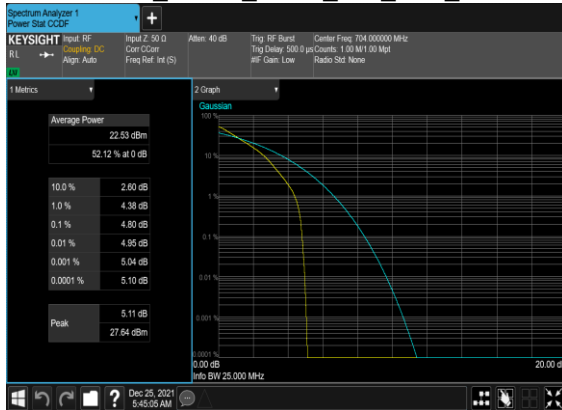 Spectrum Analyzer 1
Power Stat CCDF
KEYSIGHT
RL
Input: RF
Coupling: DC
Align: Auto
Input Z: 50 Ω
Corr CCorr
Freq Ref: Int (S)
Atten: 40 dB
Trig: RF Burst
Trig Delay: 500.0 µs
#IF Gain: Low
Center Freq: 704.000000 MHz
Counts: 1.00 M/1.00 Mpt
Radio Std: None
1 Metrics
Average Power
22.53 dBm
52.12 % at 0 dB
10.0 % 2.60 dB
1.0 % 4.38 dB
0.1 % 4.80 dB
0.01 % 4.95 dB
0.001 % 5.04 dB
0.0001 % 5.10 dB
Peak
5.11 dB
27.64 dBm
2 Graph
Gaussian
100 %
10 %
1 %
0.1 %
0.01 %
0.001 %
0.0001 %
0.00 dB
20.00 d
Info BW 25.000 MHz
Dec 25, 2021
5:45:05 AM